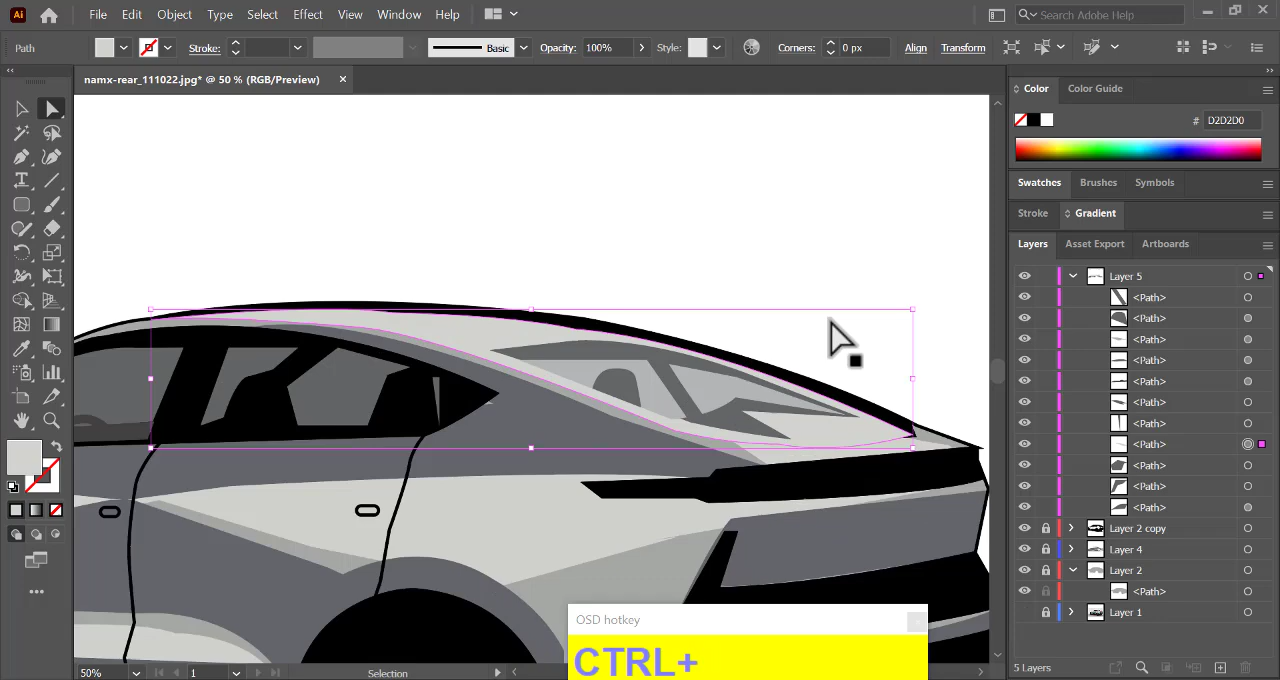 Ai File Edit Object Type Select Effect View Window Help Search Adobe Help
Path Stroke: Basic Opacity: 100% Style: Corners: 0 px Align Transform
namx-rear_111022.jpg* @ 50 % (RGB/Preview)
Color Color Guide
# D2D2D0
Swatches Brushes Symbols
Stroke Gradient
Layers Asset Export Artboards
Layer 5
<Path>
<Path>
<Path>
<Path>
<Path>
<Path>
<Path>
<Path>
<Path>
<Path>
<Path>
Layer 2 copy
Layer 4
Layer 2
<Path>
Layer 1
OSD hotkey
CTRL+
50% 1 Selection
5 Layers